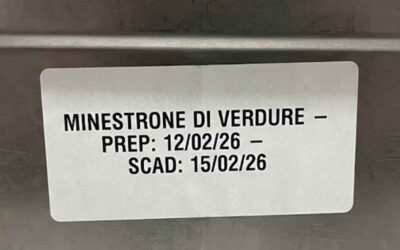 MINESTRONE DI VERDURE –
PREP: 12/02/26 –
SCAD: 15/02/26